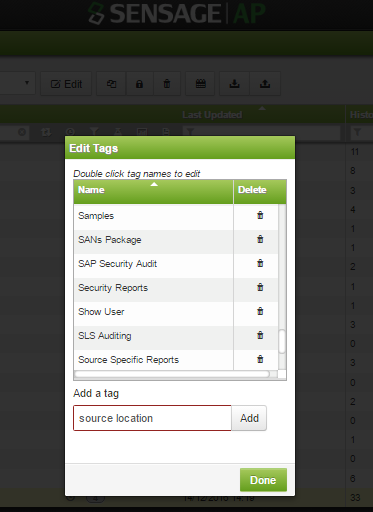 SENSAGE AP
Edit
Last Updated
Edit Tags
Double click tag names to edit
Name Delete
Samples
SANs Package
SAP Security Audit
Security Reports
Show User
SLS Auditing
Source Specific Reports
Add a tag
source location Add
Done
11
8
3
4
1
1
2
1
1
3
0
3
0
2
0
1
0
6
33